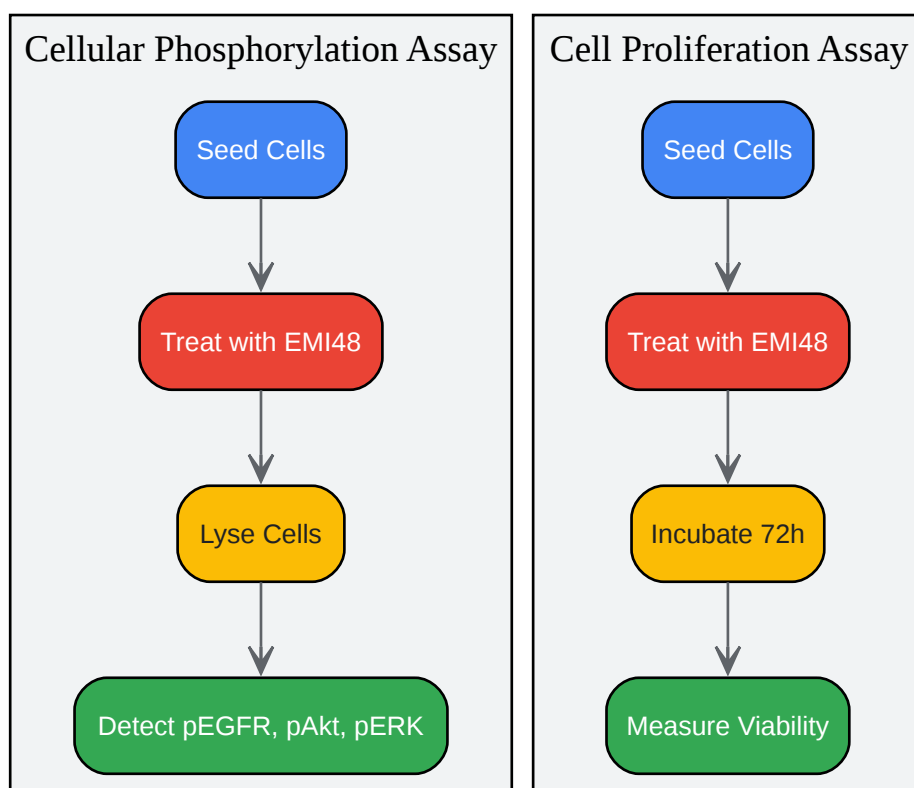 Cellular Phosphorylation Assay
Seed Cells
Treat with EMI48
Lyse Cells
Detect pEGFR, pAkt, pERK
Cell Proliferation Assay
Seed Cells
Treat with EMI48
Incubate 72h
Measure Viability